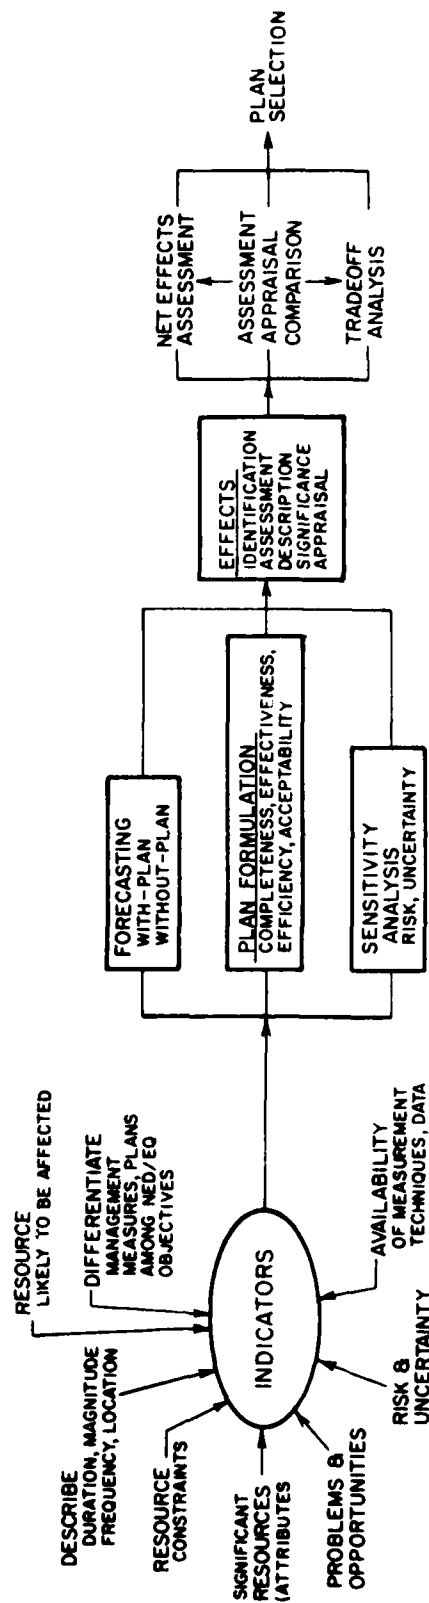 RESOURCE
LIKELY TO BE AFFECTED
DIFFERENTIATE
MANAGEMENT
MEASURES, PLANS
AMONG NED/EQ
OBJECTIVES
DESCRIBE
DURATION, MAGNITUDE
FREQUENCY, LOCATION
RESOURCE
CONSTRAINTS
SIGNIFICANT
RESOURCES
(ATTRIBUTES
PROBLEMS &
OPPORTUNITIES
RISK &
UNCERTAINTY
AVAILABILITY
OF MEASUREMENT
TECHNIQUES, DATA
INDICATORS
FORECASTING
WITH-PLAN
WITHOUT-PLAN
PLAN FORMULATION
COMPLETENESS, EFFECTIVENESS,
EFFICIENCY, ACCEPTABILITY
SENSITIVITY
ANALYSIS
RISK, UNCERTAINTY
EFFECTS
IDENTIFICATION
ASSESSMENT
DESCRIPTION
SIGNIFICANCE
APPRAISAL
NET EFFECTS
ASSESSMENT
ASSESSMENT
APPRAISAL
COMPARISON
TRADEOFF
ANALYSIS
PLAN
SELECTION